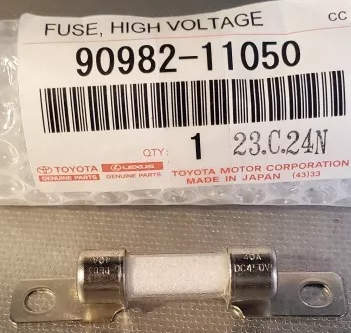 FUSE, HIGH VOLTAGE CC
90982-11050
QTY: 1 23.C.24N
TOYOTA LEXUS TOYOTA MOTOR CORPORATION
GENUINE PARTS GENUINE PARTS MADE IN JAPAN (43)33
40A
DC450V